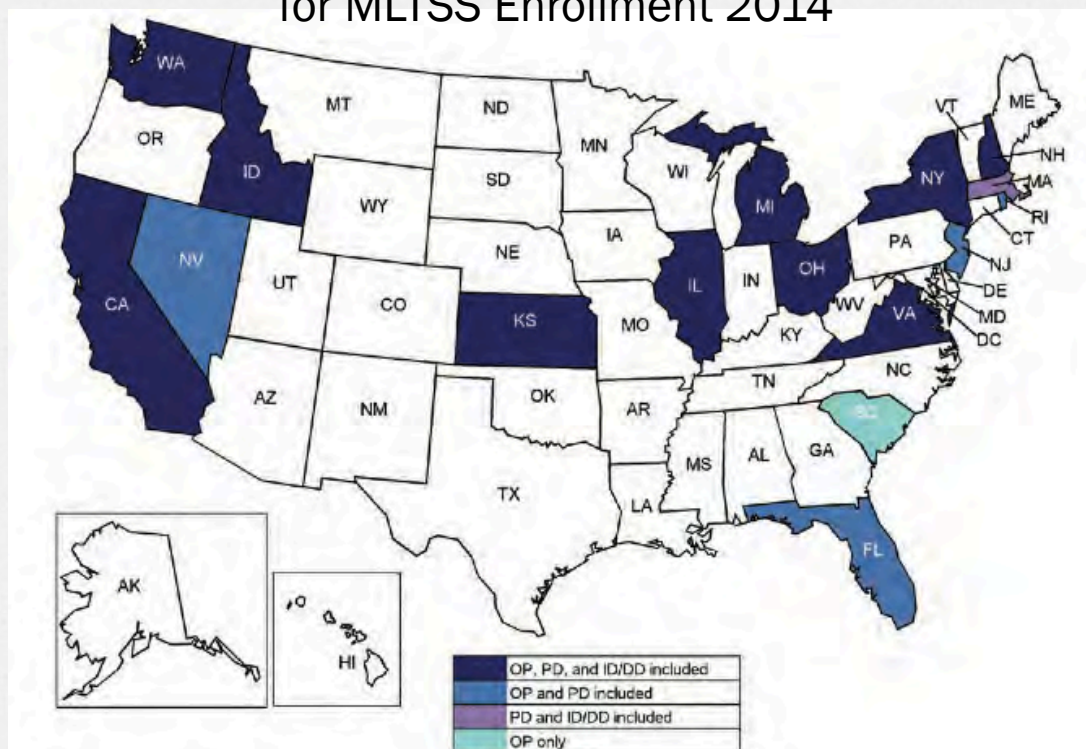 for MLTSS Enrollment 2014
WA
MT
ND
MN
VT
ME
OR
ID
SD
WI
NH
NY
MA
WY
MI
RI
IA
PA
CT
NE
NV
NJ
OH
IL
IN
UT
DE
CO
CA
WV
MD
VA
KS
MO
KY
DC
NC
TN
AZ
OK
NM
AR
SC
GA
MS
AL
TX
LA
FL
AK
HI
OP, PD, and ID/DD included
OP and PD included
PD and ID/DD included
OP only